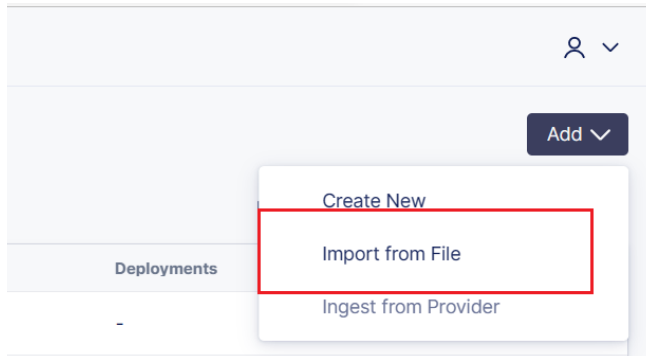 Add
Create New
Import from File
Deployments
Ingest from Provider
-